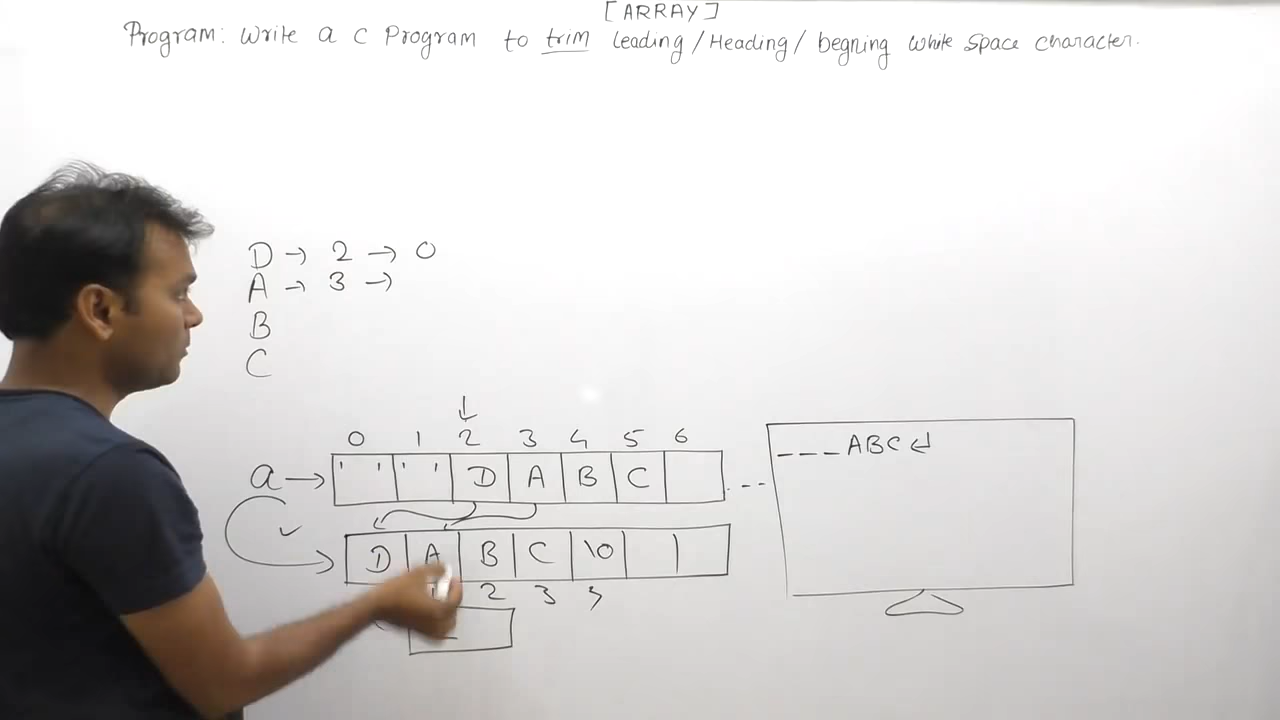 [ARRAY]
Program: Write a C Program to trim leading/Heading/begning white space character.
D → 2 → 0
A → 3 →
B
C
0 1 2 3 4 5 6
a → ' ' ' ' D A B C ...
_ _ _ ABC ↵
D A B C \0
2 3